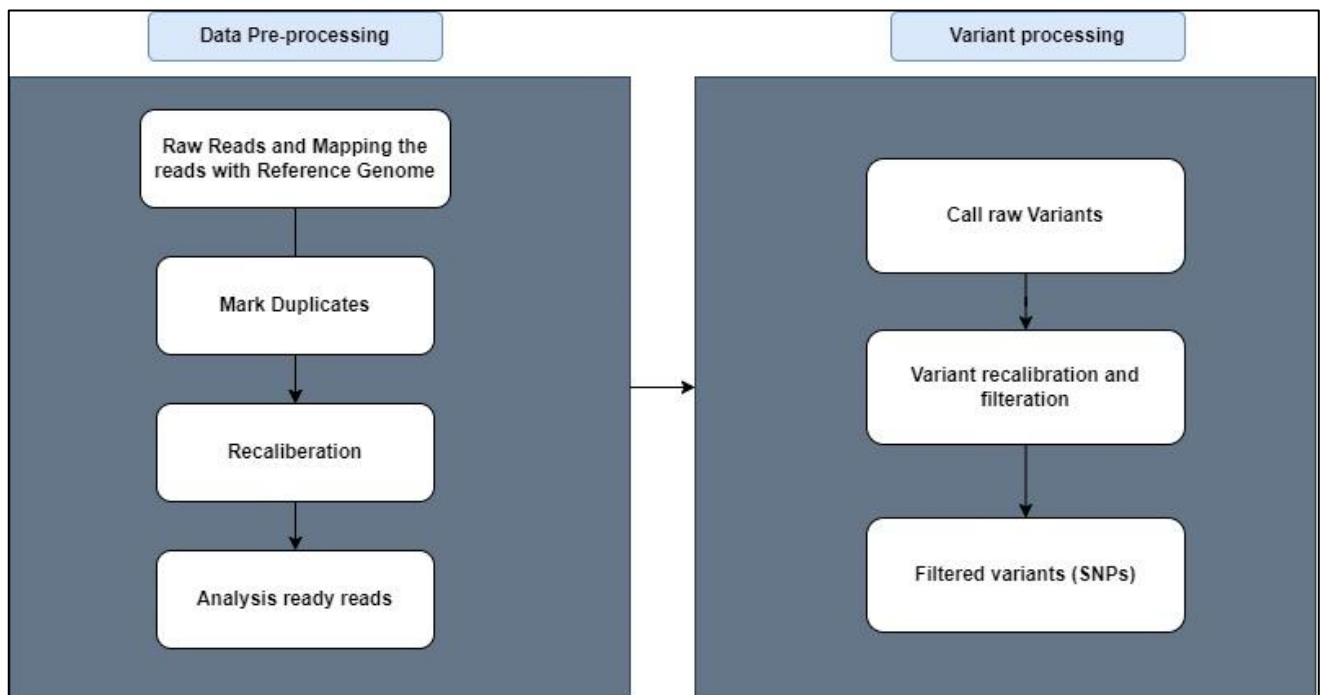 Data Pre-processing
Raw Reads and Mapping the
reads with Reference Genome
Mark Duplicates
Recaliberation
Analysis ready reads
Variant processing
Call raw Variants
Variant recalibration and
filteration
Filtered variants (SNPs)